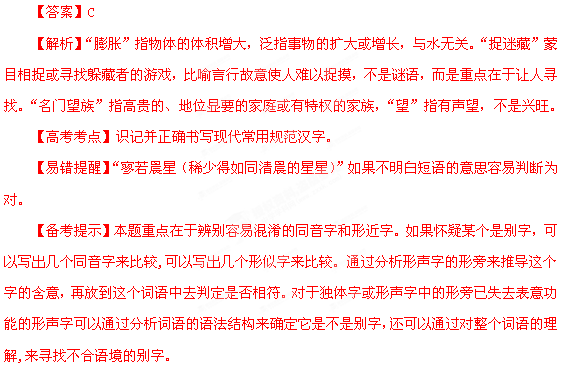 【答案】C
【解析】“膨胀”指物体的体积增大，泛指事物的扩大或增长，与水无关。“捉迷藏”蒙
目相捉或寻找躲藏者的游戏，比喻言行故意使人难以捉摸，不是谜语，而是重点在于让人寻
找。“名门望族”指高贵的、地位显要的家庭或有特权的家族，“望”指有声望，不是兴旺。
【高考考点】识记并正确书写现代常用规范汉字。
【易错提醒】“寥若晨星（稀少得如同清晨的星星）”如果不明白短语的意思容易判断为
对。
【备考提示】本题重点在于辨别容易混淆的同音字和形近字。如果怀疑某个是别字，可
以写出几个同音字来比较,可以写出几个形似字来比较。通过分析形声字的形旁来推导这个
字的含意，再放到这个词语中去判定是否相符。对于独体字或形声字中的形旁已失去表意功
能的形声字可以通过分析词语的语法结构来确定它是不是别字,还可以通过对整个词语的理
解,来寻找不合语境的别字。